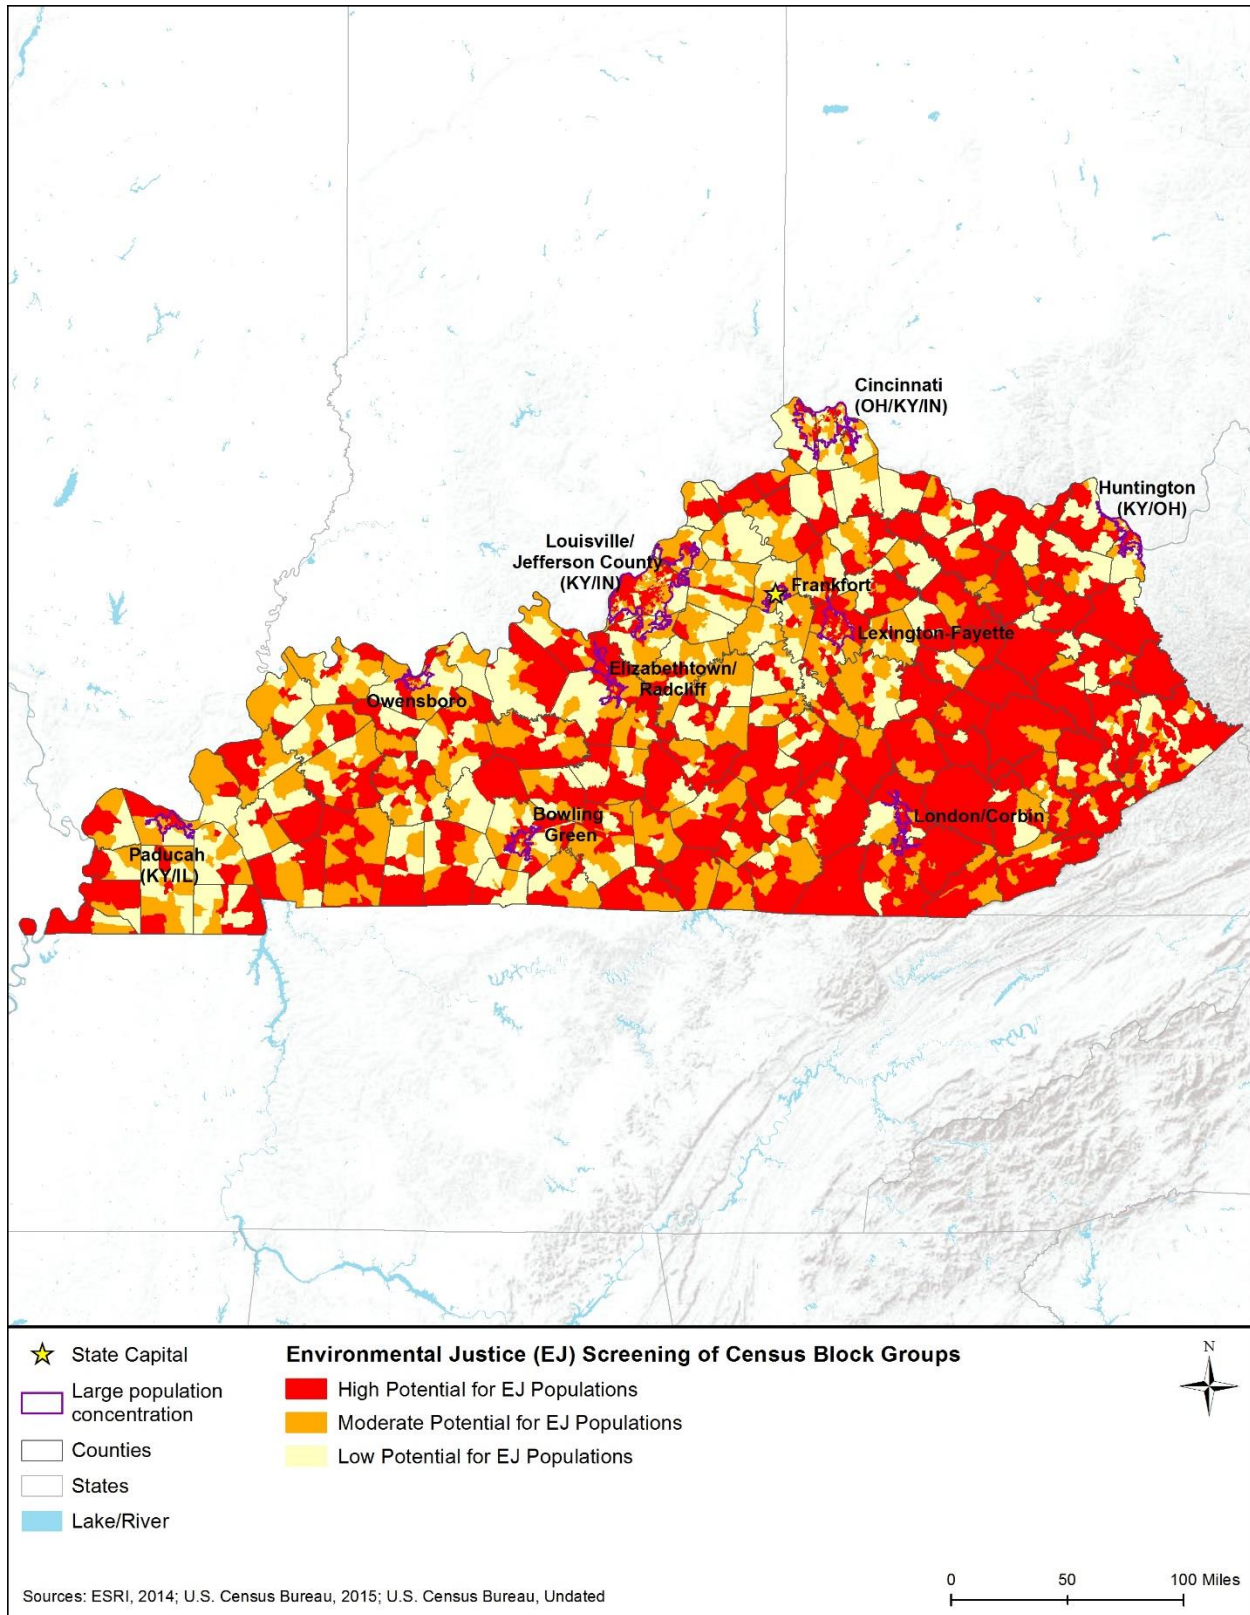 Cincinnati
(OH/KY/IN)
Huntington
(KY/OH)
Louisville/
Jefferson County
(KY/IN)
Frankfort
Lexington-Fayette
Elizabethtown/
Radcliff
Owensboro
Bowling
Green
London/Corbin
Paducah
(KY/IL)
State Capital
Large population
concentration
Counties
States
Lake/River
Environmental Justice (EJ) Screening of Census Block Groups
High Potential for EJ Populations
Moderate Potential for EJ Populations
Low Potential for EJ Populations
N
Sources: ESRI, 2014; U.S. Census Bureau, 2015; U.S. Census Bureau, Undated
0 50 100 Miles